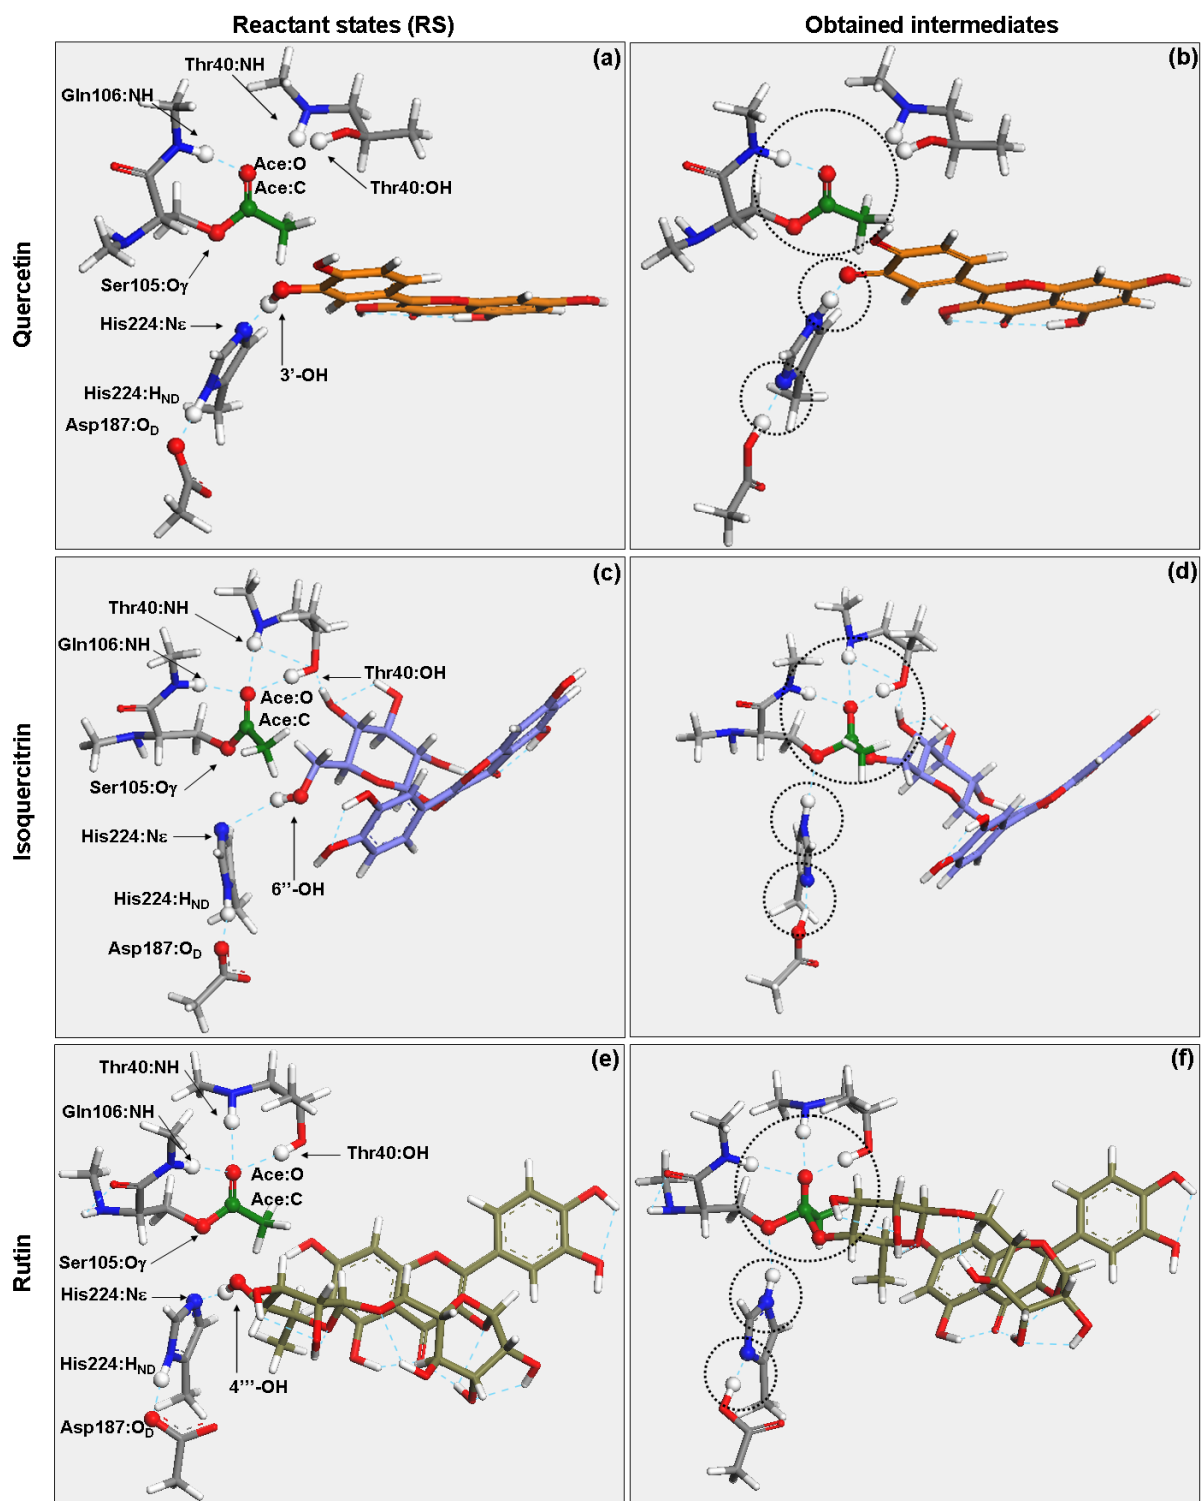 Reactant states (RS)
Obtained intermediates
Quercetin
(a)
Thr40:NH
Gln106:NH
Ace:O
Ace:C
Thr40:OH
Ser105:Oγ
His224:Nε
3’-OH
His224:HND
Asp187:OD
(b)
Isoquercitrin
(c)
Thr40:NH
Gln106:NH
Thr40:OH
Ace:O
Ace:C
Ser105:Oγ
His224:Nε
6’’-OH
His224:HND
Asp187:OD
(d)
Rutin
(e)
Thr40:NH
Gln106:NH
Thr40:OH
Ace:O
Ace:C
Ser105:Oγ
His224:Nε
His224:HND
4’’’-OH
Asp187:OD
(f)